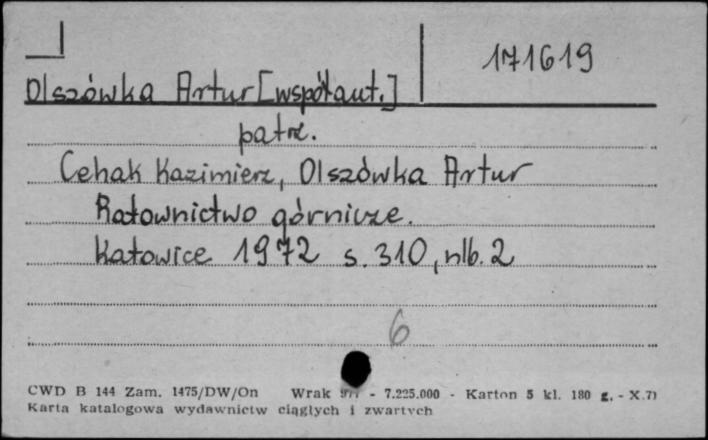 171619
Olszówka Artur [współaut.]
patrz.
Cehak Kazimierz, Olszówka Artur
Ratownictwo górnicze.
Katowice 1972 s. 310, nlb. 2
6
CWD B 144 Zam. 1475/DW/On Wrak - 7.225.000 - Karton 5 kl. 180 g. - X.71
Karta katalogowa wydawnictw ciągłych i zwartych